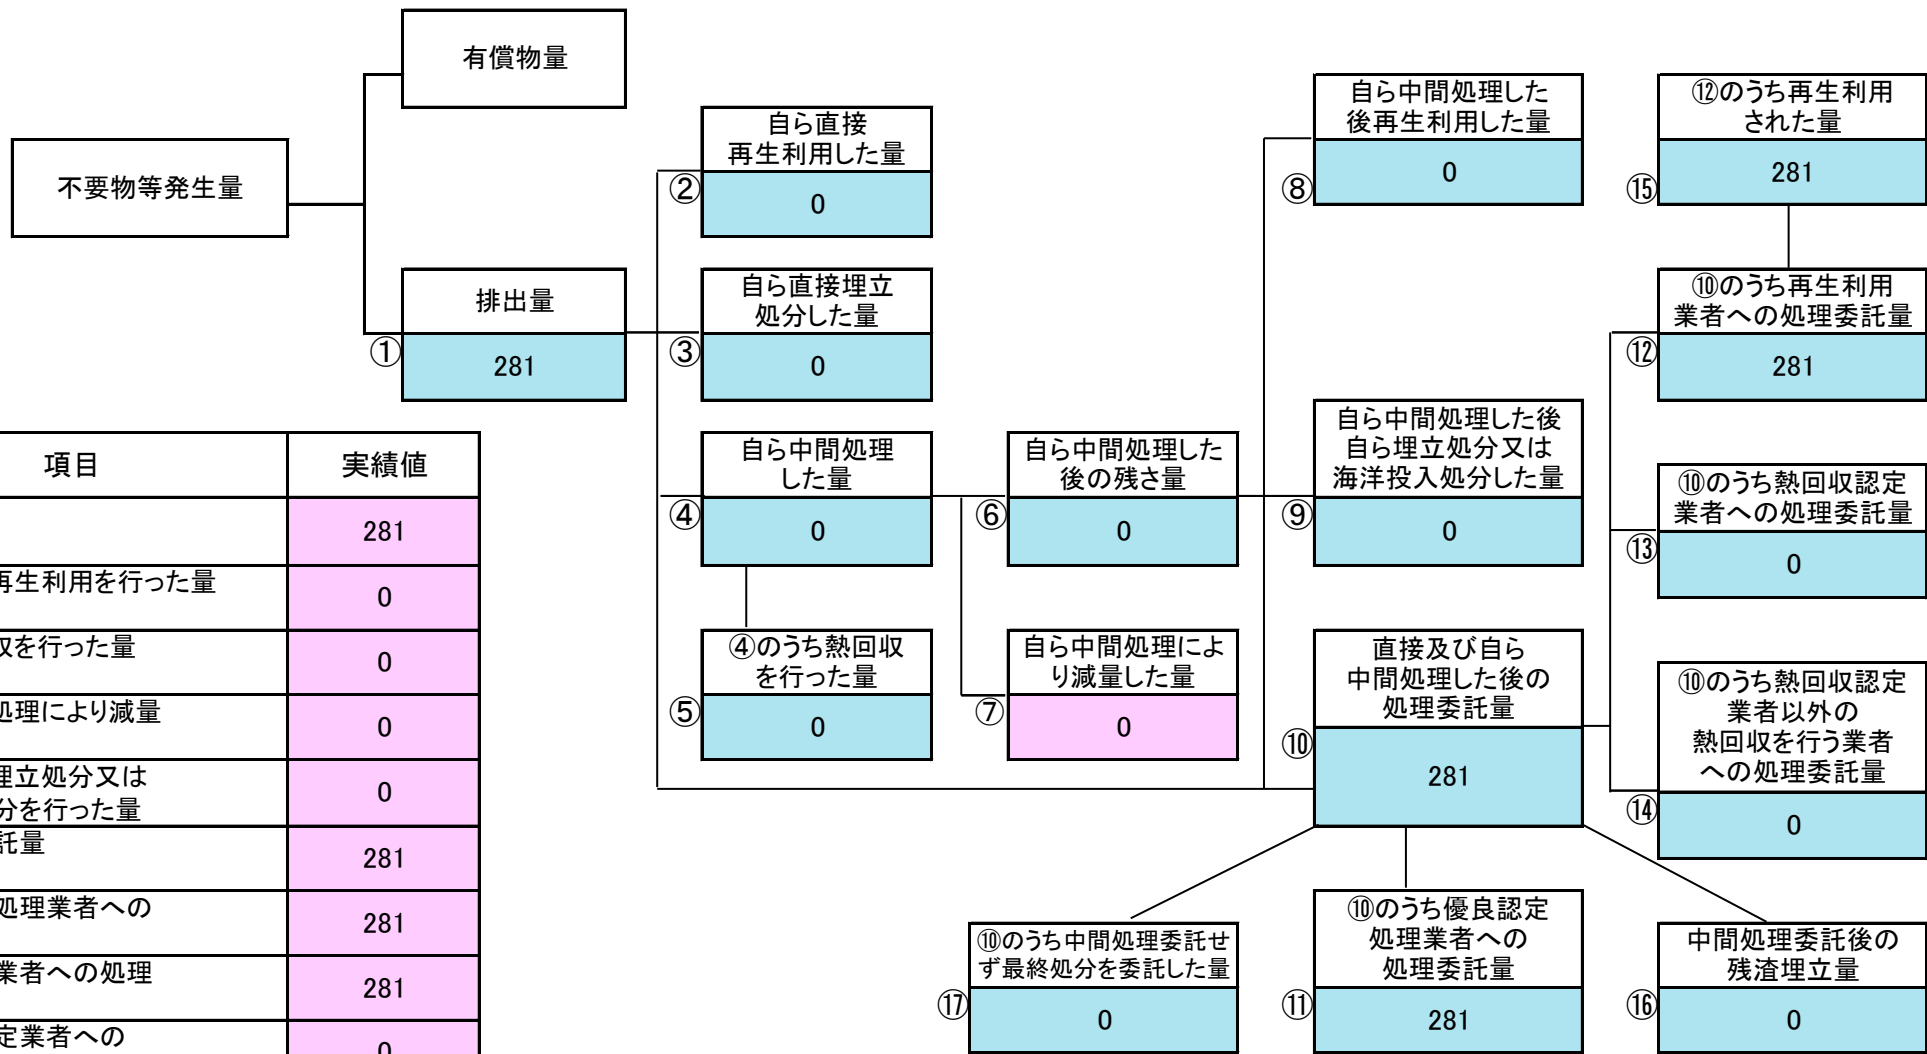 有償物量
不要物等発生量
排出量
①
281
自ら直接
再生利用した量
②
0
自ら直接埋立
処分した量
③
0
自ら中間処理
した量
④
0
④のうち熱回収
を行った量
⑤
0
自ら中間処理した
後の残さ量
⑥
0
自ら中間処理によ
り減量した量
⑦
0
自ら中間処理した
後再生利用した量
⑧
0
自ら中間処理した後
自ら埋立処分又は
海洋投入処分した量
⑨
0
直接及び自ら
中間処理した後の
処理委託量
⑩
281
⑫のうち再生利用
された量
⑮
281
⑩のうち再生利用
業者への処理委託量
⑫
281
⑩のうち熱回収認定
業者への処理委託量
⑬
0
⑩のうち熱回収認定
業者以外の
熱回収を行う業者
への処理委託量
⑭
0
⑩のうち中間処理委託せ
ず最終処分を委託した量
⑰
0
⑩のうち優良認定
処理業者への
処理委託量
⑪
281
中間処理委託後の
残渣埋立量
⑯
0
項目 実績値
281
再生利用を行った量 0
収を行った量 0
処理により減量 0
埋立処分又は
分を行った量 0
託量 281
処理業者への 281
業者への処理 281
定業者への 0